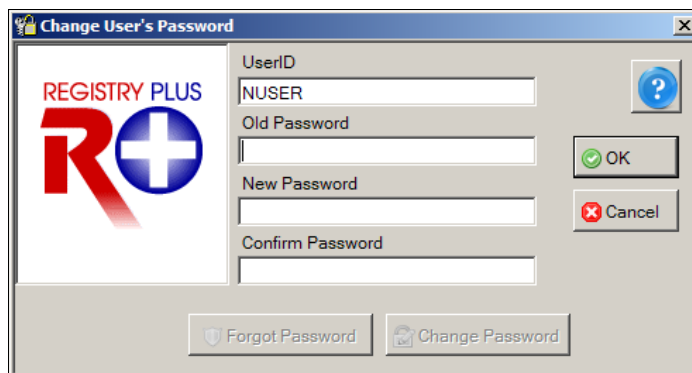 Change User's Password
REGISTRY PLUS
R
UserID
NUSER
Old Password
New Password
Confirm Password
?
OK
Cancel
Forgot Password
Change Password